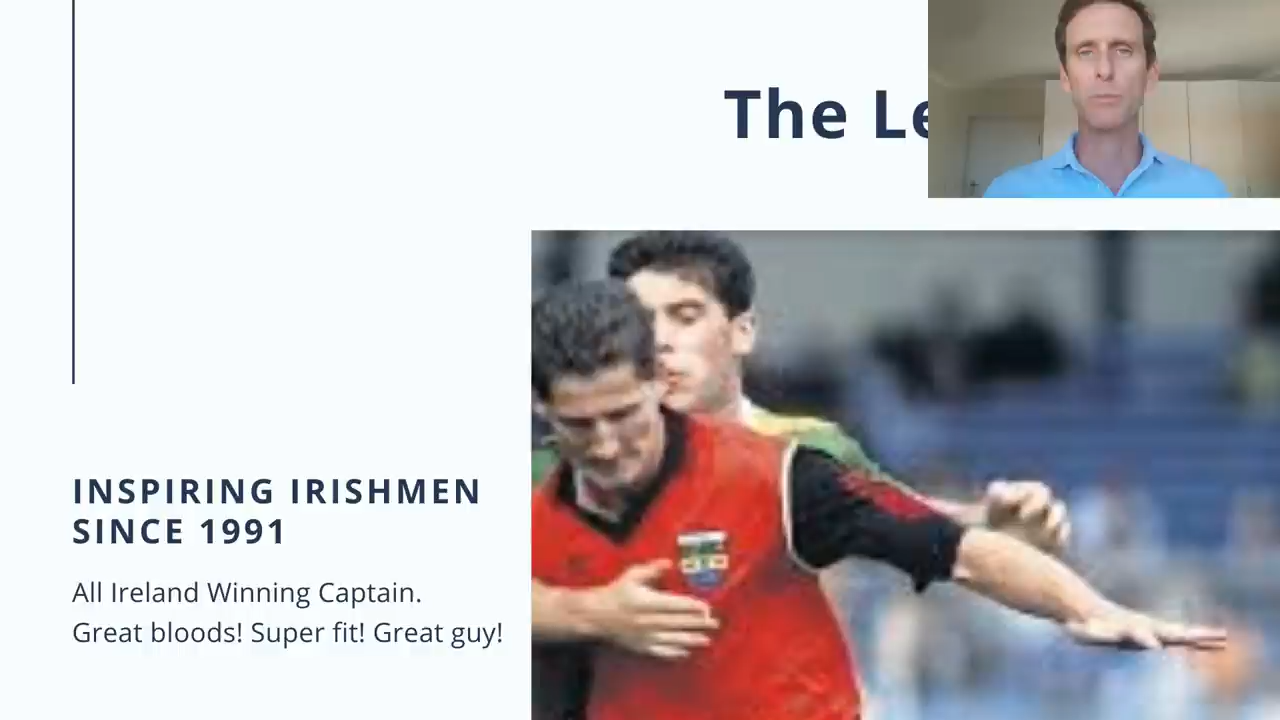 The Le
INSPIRING IRISHMEN
SINCE 1991
All Ireland Winning Captain.
Great bloods! Super fit! Great guy!